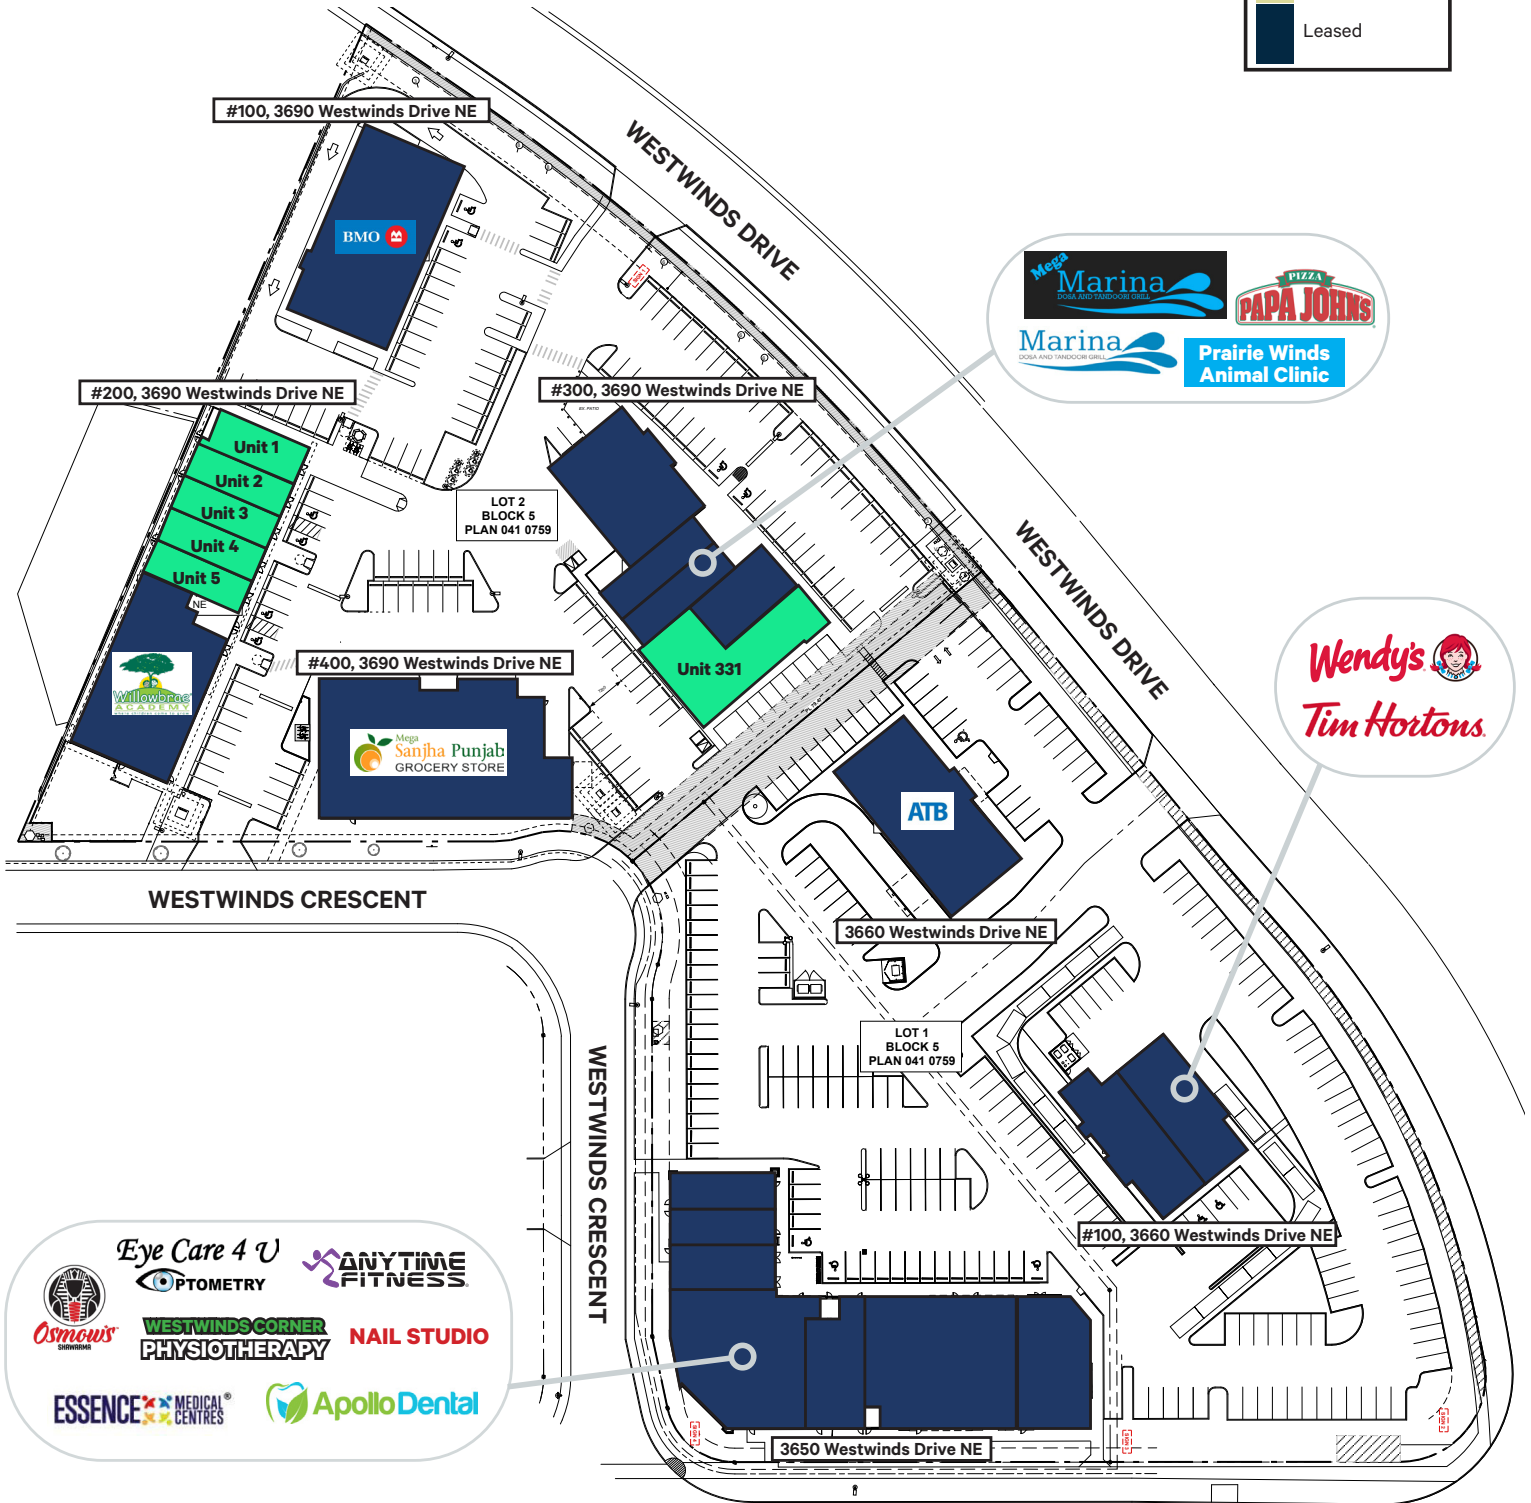 Leased
#100, 3690 Westwinds Drive NE
WESTWINDS DRIVE
BMO
Mega
Marina
DOSA AND TANDOORI GRILL
PIZZA
PAPA JOHNS
Marina
DOSA AND TANDOORI GRILL
Prairie Winds
Animal Clinic
#200, 3690 Westwinds Drive NE
#300, 3690 Westwinds Drive NE
EX. PATIO
Unit 1
Unit 2
Unit 3
Unit 4
Unit 5
NE
LOT 2
BLOCK 5
PLAN 041 0759
WESTWINDS DRIVE
Willowbrae
ACADEMY
#400, 3690 Westwinds Drive NE
Unit 331
Wendy's
Tim Hortons
Mega
Sanjha Punjab
GROCERY STORE
ATB
WESTWINDS CRESCENT
3660 Westwinds Drive NE
LOT 1
BLOCK 5
PLAN 041 0759
WESTWINDS CRESCENT
#100, 3660 Westwinds Drive NE
Eye Care 4 U
OPTOMETRY
ANYTIME
FITNESS
Osmow's
SHAWARMA
WESTWINDS CORNER
PHYSIOTHERAPY
NAIL STUDIO
ESSENCE MEDICAL CENTRES®
Apollo Dental
3650 Westwinds Drive NE